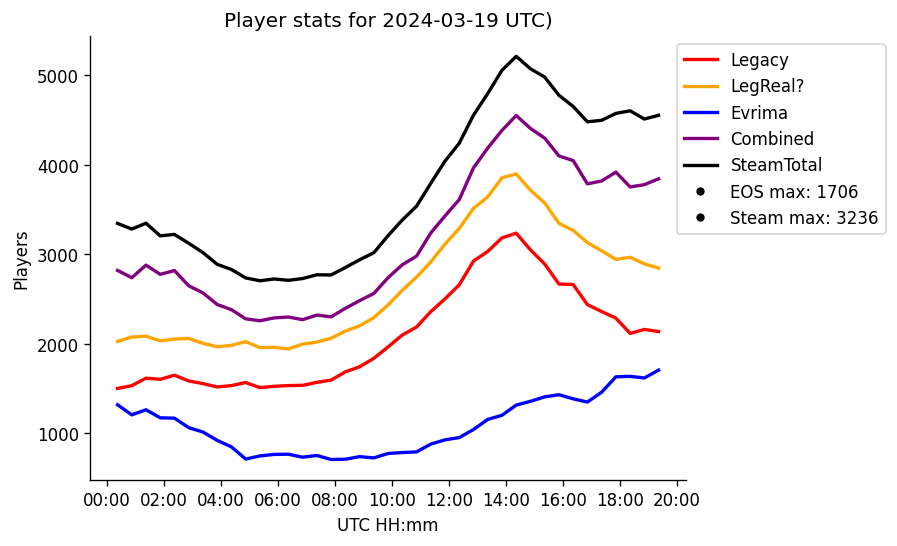 Player stats for 2024-03-19 UTC)
Legacy
LegReal?
Evrima
Combined
SteamTotal
EOS max: 1706
Steam max: 3236
Players
5000
4000
3000
2000
1000
00:00 02:00 04:00 06:00 08:00 10:00 12:00 14:00 16:00 18:00 20:00
UTC HH:mm